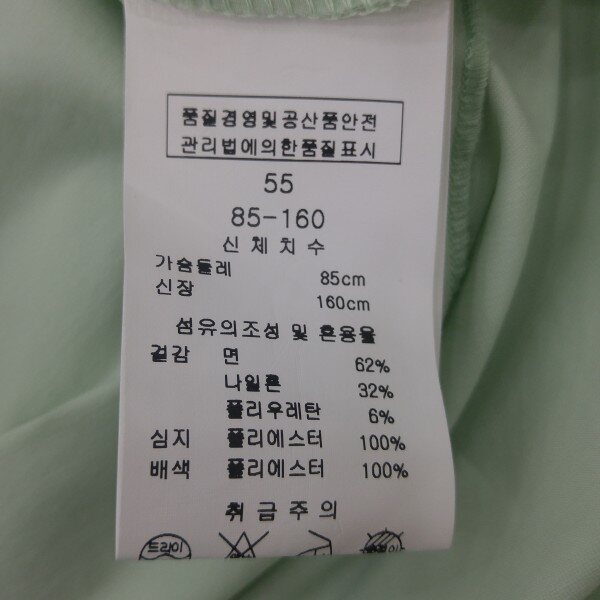 품질경영및공산품안전
관리법에의한품질표시
55
85-160
신체치수
가슴둘레 85cm
신장 160cm
섬유의조성 및 혼용율
겉감 면 62%
나일론 32%
폴리우레탄 6%
심지 폴리에스터 100%
배색 폴리에스터 100%
취급주의
드라이